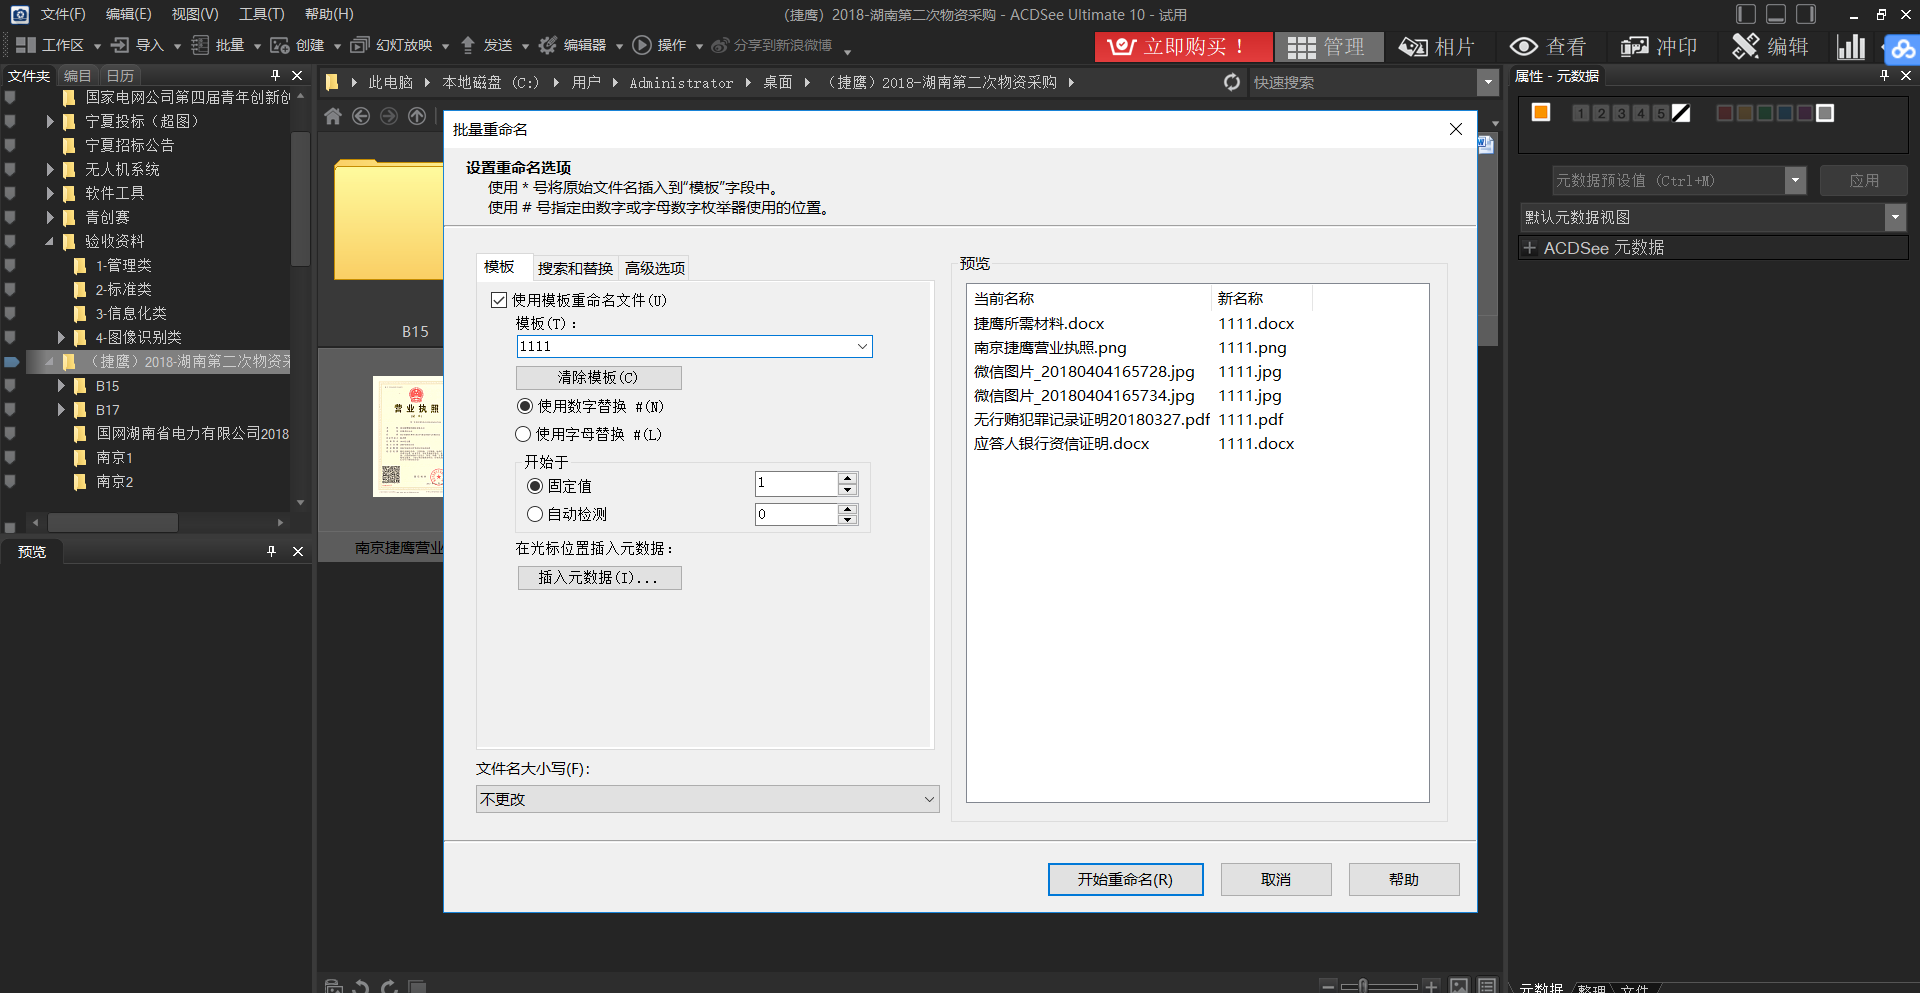 文件(F) 编辑(E) 视图(V) 工具(T) 帮助(H)
（捷鹰）2018-湖南第二次物资采购 - ACDSee Ultimate 10 - 试用
工作区 导入 批量 创建 幻灯放映 发送 编辑器 操作 分享到新浪微博
立即购买！ 管理 相片 查看 冲印 编辑
文件夹 编目 日历
国家电网公司第四届青年创新创
宁夏投标（超图）
宁夏招标公告
无人机系统
软件工具
青创赛
验收资料
1-管理类
2-标准类
3-信息化类
4-图像识别类
（捷鹰）2018-湖南第二次物资采
B15
B17
国网湖南省电力有限公司2018
南京1
南京2
预览
此电脑 本地磁盘 (C:) 用户 Administrator 桌面 （捷鹰）2018-湖南第二次物资采购
快速搜索
B15
营业执照
南京捷鹰营业
批量重命名
设置重命名选项
使用 * 号将原始文件名插入到“模板”字段中。
使用 # 号指定由数字或字母数字枚举器使用的位置。
模板 搜索和替换 高级选项
使用模板重命名文件(U)
模板(T)：
1111
清除模板(C)
使用数字替换 #(N)
使用字母替换 #(L)
开始于
固定值 1
自动检测 0
在光标位置插入元数据：
插入元数据(I)...
文件名大小写(F)：
不更改
预览
当前名称 新名称
捷鹰所需材料.docx 1111.docx
南京捷鹰营业执照.png 1111.png
微信图片_20180404165728.jpg 1111.jpg
微信图片_20180404165734.jpg 1111.jpg
无行贿犯罪记录证明20180327.pdf 1111.pdf
应答人银行资信证明.docx 1111.docx
开始重命名(R) 取消 帮助
属性 - 元数据
1 2 3 4 5
元数据预设值 (Ctrl+M) 应用
默认元数据视图
ACDSee 元数据
元数据 整理 文件